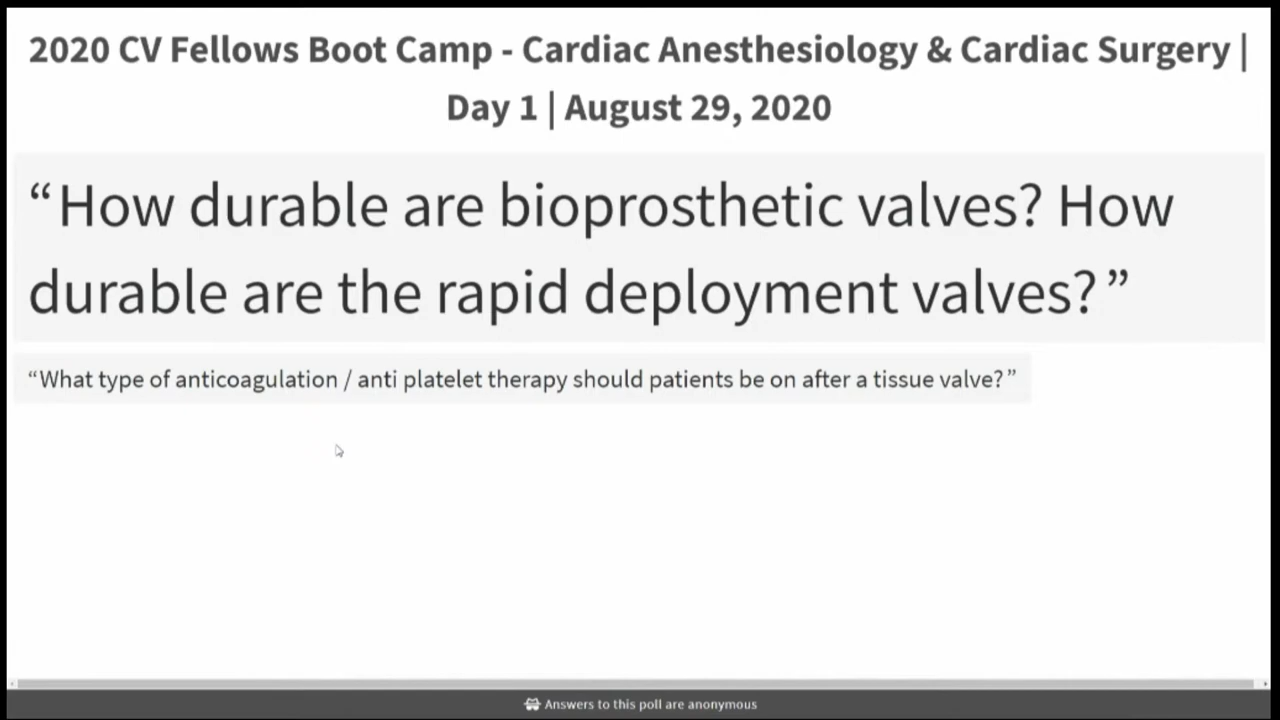 2020 CV Fellows Boot Camp - Cardiac Anesthesiology & Cardiac Surgery |
Day 1 | August 29, 2020
“How durable are bioprosthetic valves? How
durable are the rapid deployment valves?”
“What type of anticoagulation / anti platelet therapy should patients be on after a tissue valve?”
Answers to this poll are anonymous